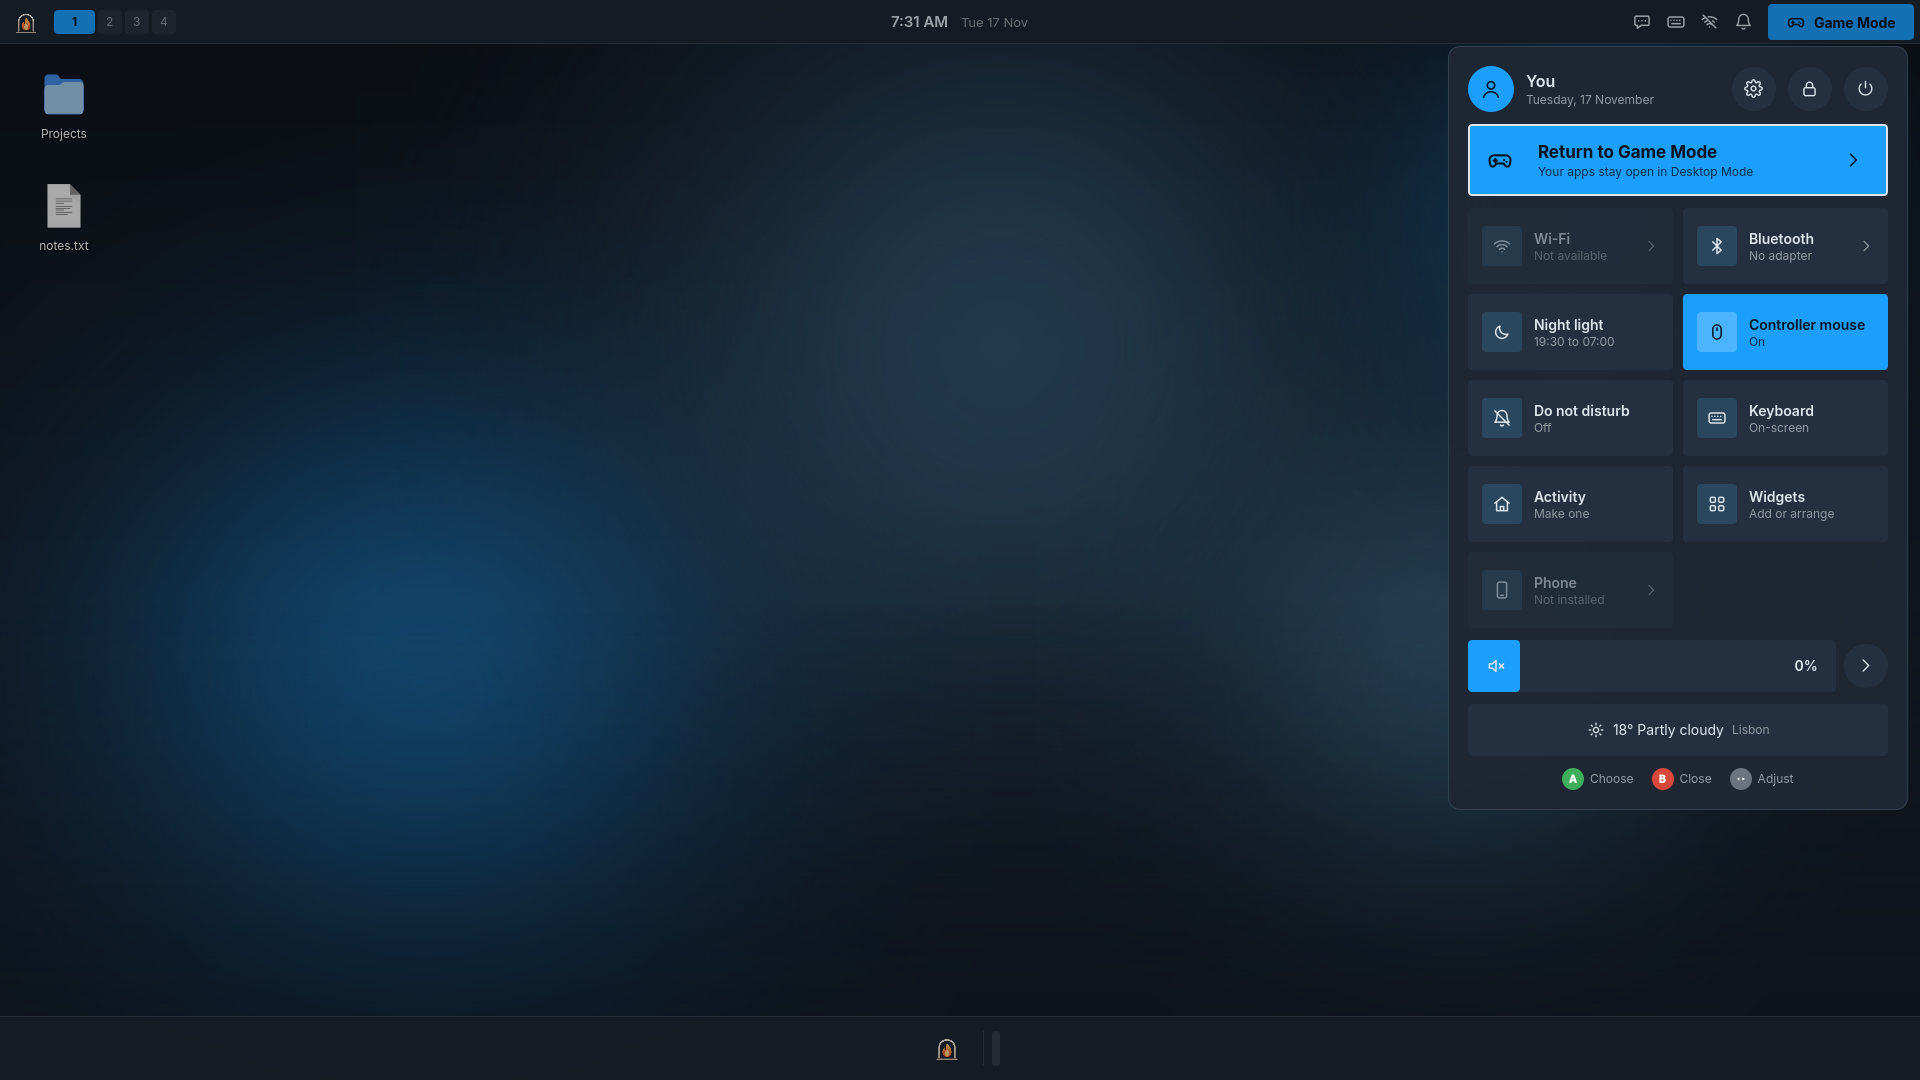 1 2 3 4
7:31 AM Tue 17 Nov
Game Mode
Projects
notes.txt
You
Tuesday, 17 November
Return to Game Mode
Your apps stay open in Desktop Mode
Wi-Fi
Not available
Bluetooth
No adapter
Night light
19:30 to 07:00
Controller mouse
On
Do not disturb
Off
Keyboard
On-screen
Activity
Make one
Widgets
Add or arrange
Phone
Not installed
0%
18° Partly cloudy Lisbon
A Choose B Close Adjust